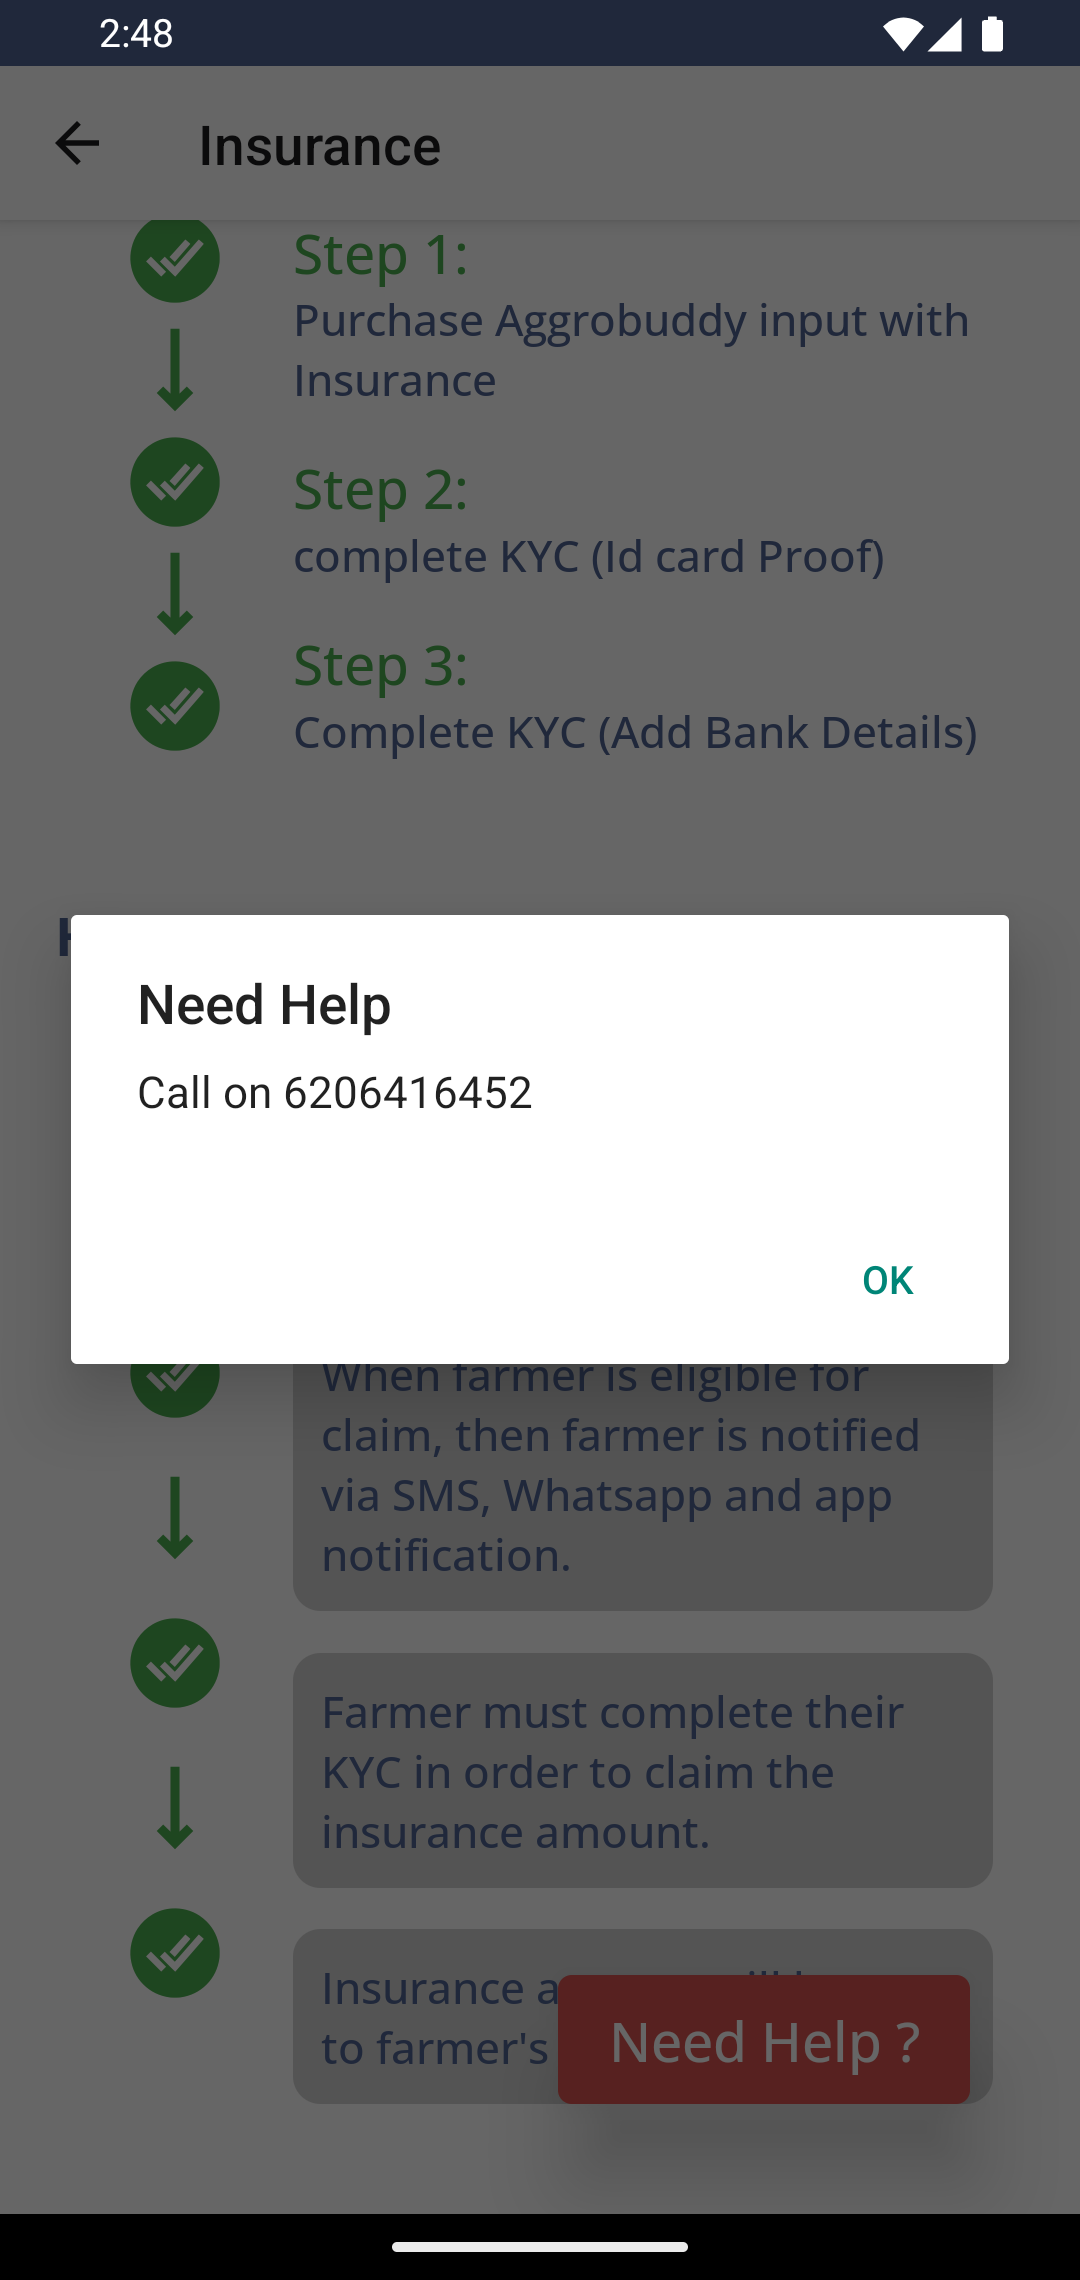 2:48
Insurance
Step 1:
Purchase Aggrobuddy input with
Insurance
Step 2:
complete KYC (Id card Proof)
Step 3:
Complete KYC (Add Bank Details)
Need Help
Call on 6206416452
OK
When farmer is eligible for
claim, then farmer is notified
via SMS, Whatsapp and app
notification.
Farmer must complete their
KYC in order to claim the
insurance amount.
Insurance
to farmer's
Need Help ?